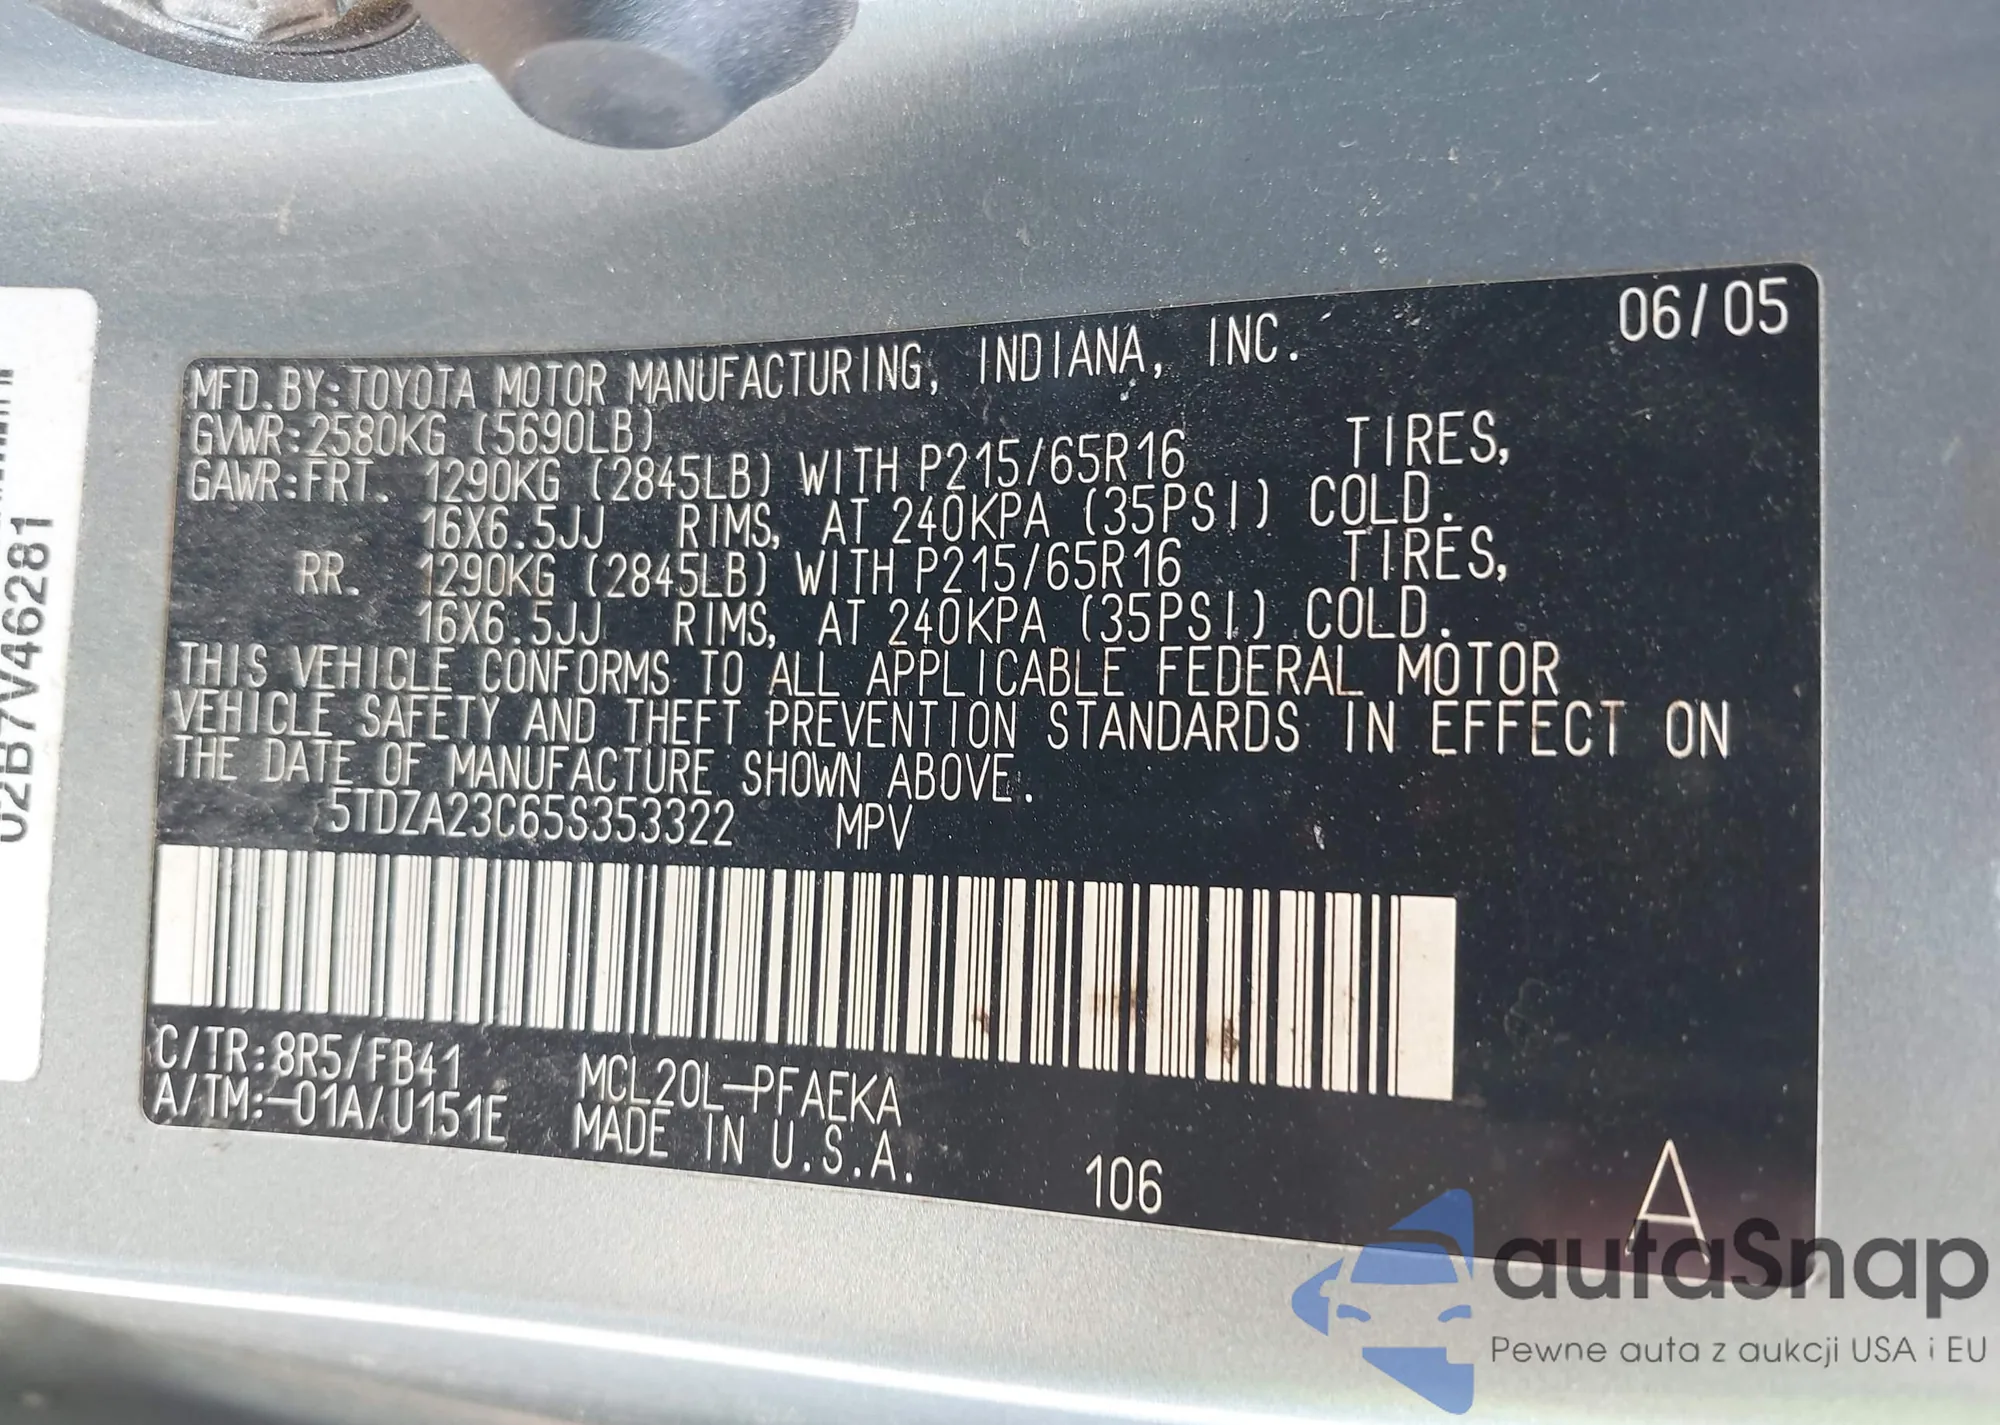 06/05
MFD.BY:TOYOTA MOTOR MANUFACTURING, INDIANA, INC.
GVWR:2580KG (5690LB)
GAWR:FRT. 1290KG (2845LB) WITH P215/65R16 TIRES,
16X6.5JJ RIMS, AT 240KPA (35PSI) COLD.
RR. 1290KG (2845LB) WITH P215/65R16 TIRES,
16X6.5JJ RIMS, AT 240KPA (35PSI) COLD.
THIS VEHICLE CONFORMS TO ALL APPLICABLE FEDERAL MOTOR
VEHICLE SAFETY AND THEFT PREVENTION STANDARDS IN EFFECT ON
THE DATE OF MANUFACTURE SHOWN ABOVE.
5TDZA23C65S353322 MPV
C/TR:8R5/FB41 MCL20L-PFAEKA
A/TM:-01A/U151E MADE IN U.S.A.
106
A
02B7V46281
autoSnap
Pewne auta z aukcji USA i EU